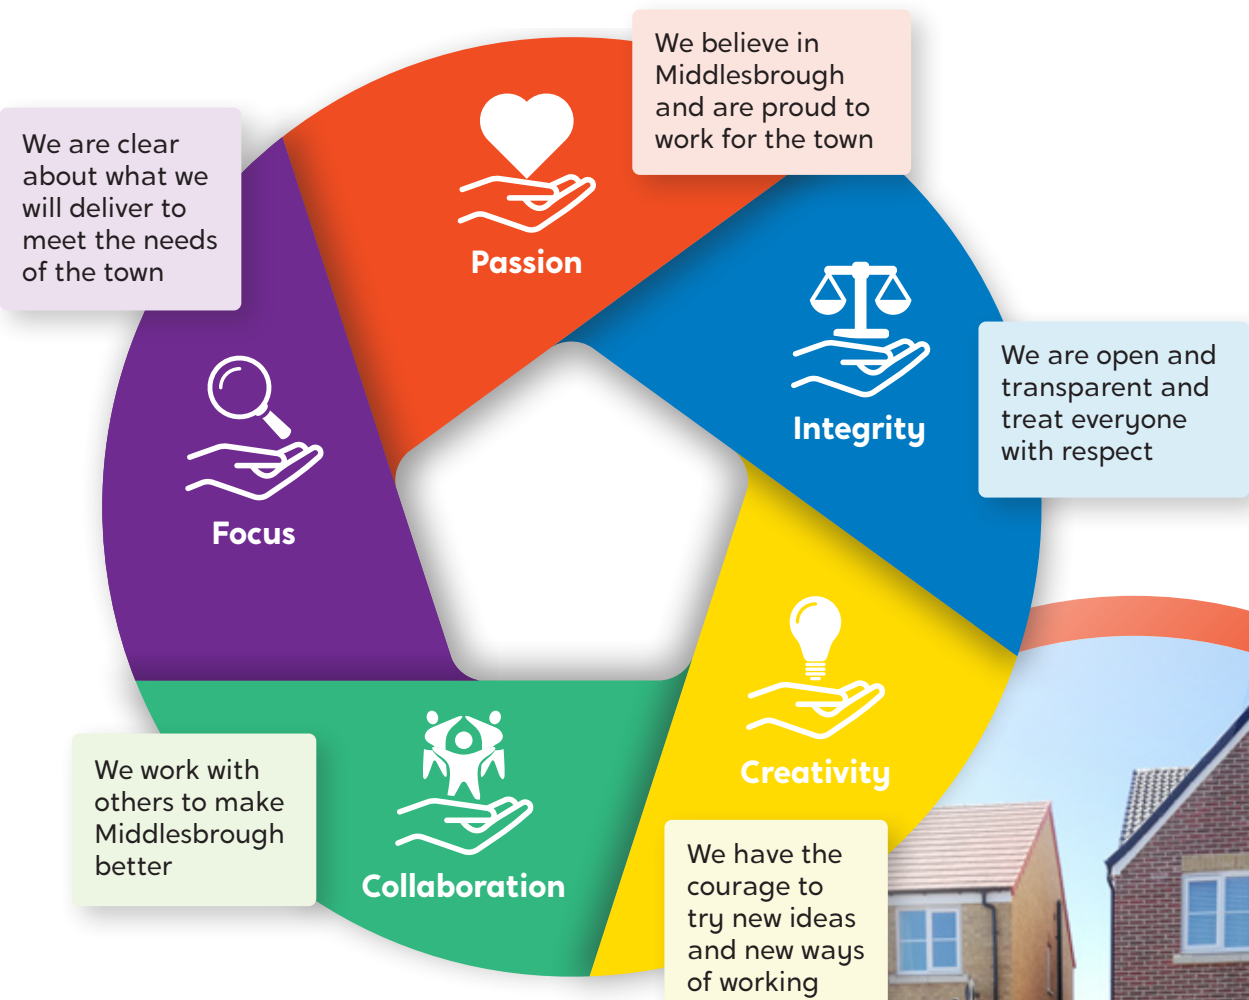 We believe in
Middlesbrough
and are proud to
work for the town
Passion
We are clear
about what we
will deliver to
meet the needs
of the town
Focus
Integrity
We are open and
transparent and
treat everyone
with respect
Creativity
We have the
courage to
try new ideas
and new ways
of working
Collaboration
We work with
others to make
Middlesbrough
better